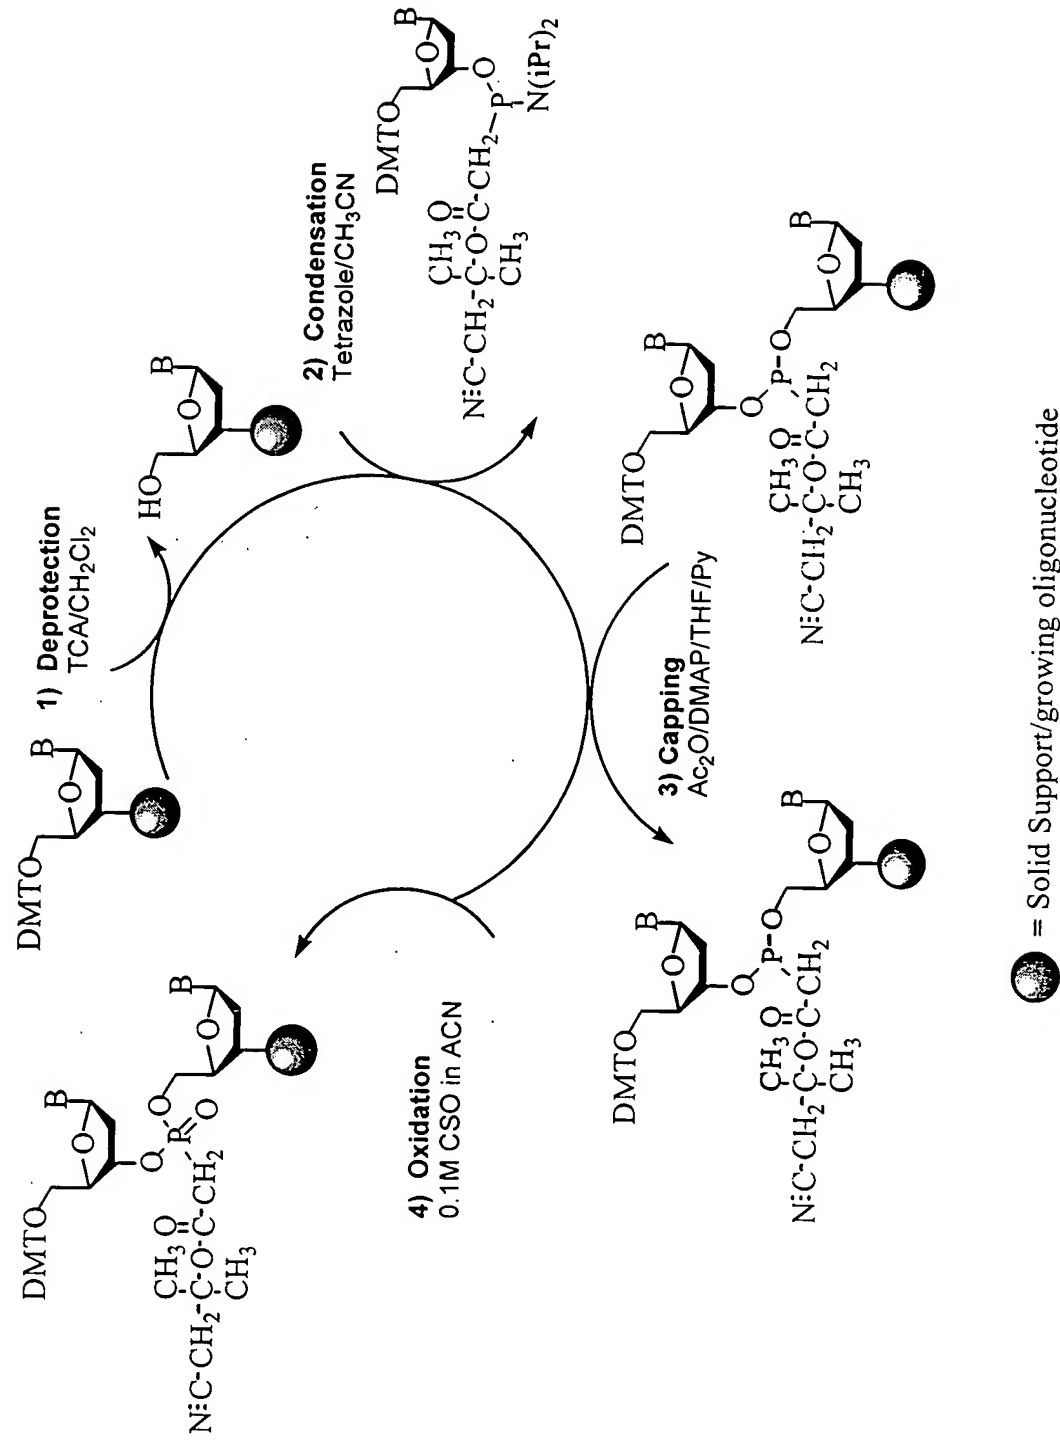 DMTO
B
1) Deprotection
TCA/CH2Cl2
HO
B
2) Condensation
Tetrazole/CH3CN
DMTO
B
O
O
CH3 O
N≡C-CH2-C-O-C-CH2-P
CH3
N(iPr)2
DMTO
B
O
O
P-O
B
O
CH3 O
N≡C-CH2-C-O-C-CH2
CH3
3) Capping
Ac2O/DMAP/THF/Py
DMTO
B
O
O
P-O
B
O
CH3 O
N≡C-CH2-C-O-C-CH2
CH3
4) Oxidation
0.1M CSO in ACN
DMTO
B
O
O
O
P=O
B
O
CH3 O
N≡C-CH2-C-O-C-CH2
CH3
= Solid Support/growing oligonucleotide